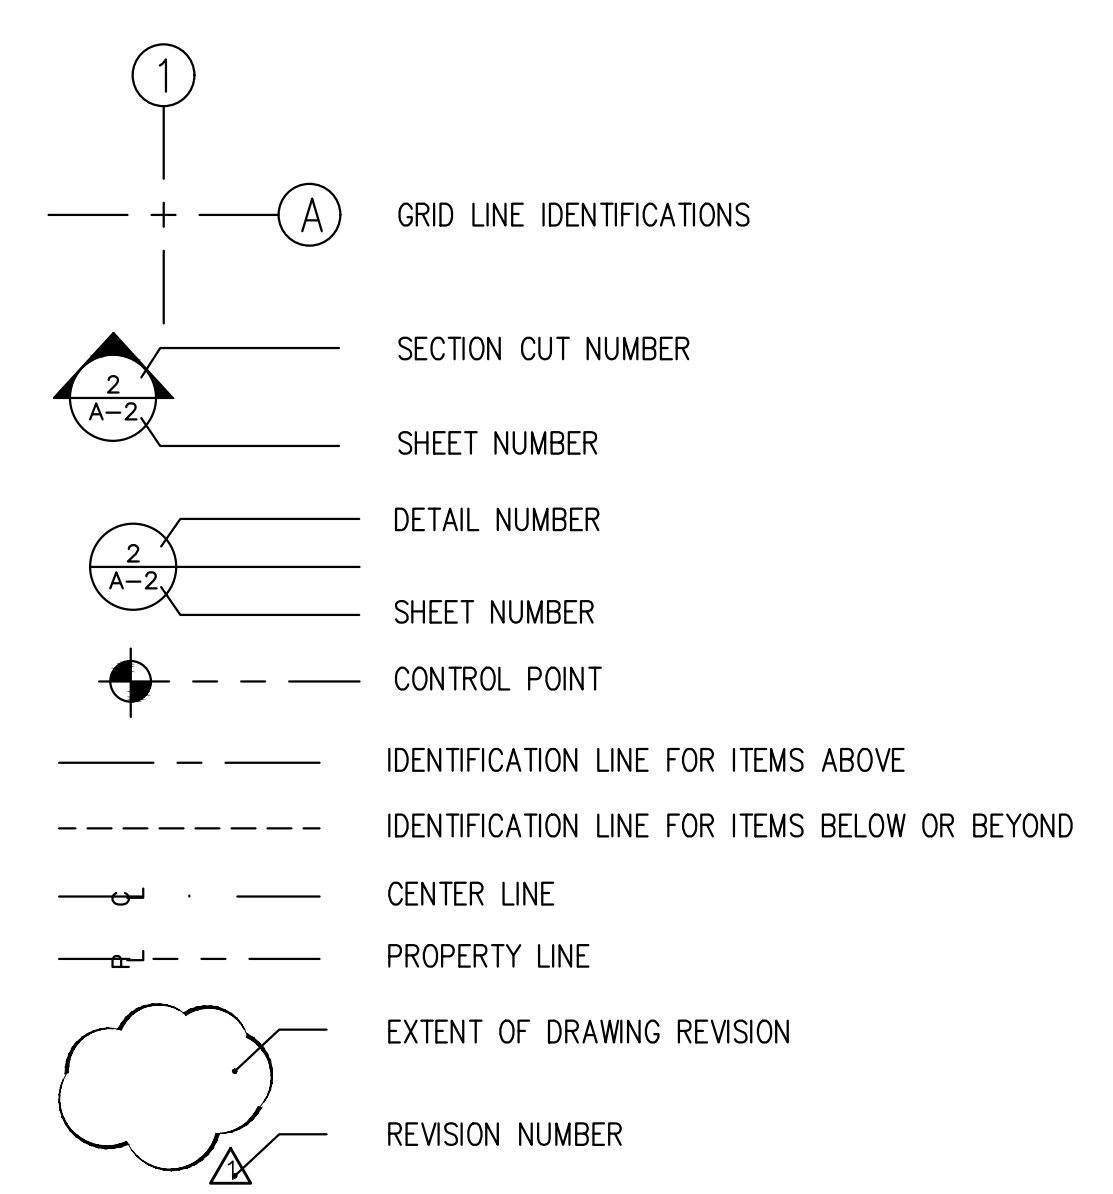 1
A
GRID LINE IDENTIFICATIONS
SECTION CUT NUMBER
2
A-2
SHEET NUMBER
DETAIL NUMBER
2
A-2
SHEET NUMBER
CONTROL POINT
IDENTIFICATION LINE FOR ITEMS ABOVE
IDENTIFICATION LINE FOR ITEMS BELOW OR BEYOND
C L
CENTER LINE
P L
PROPERTY LINE
EXTENT OF DRAWING REVISION
REVISION NUMBER
1